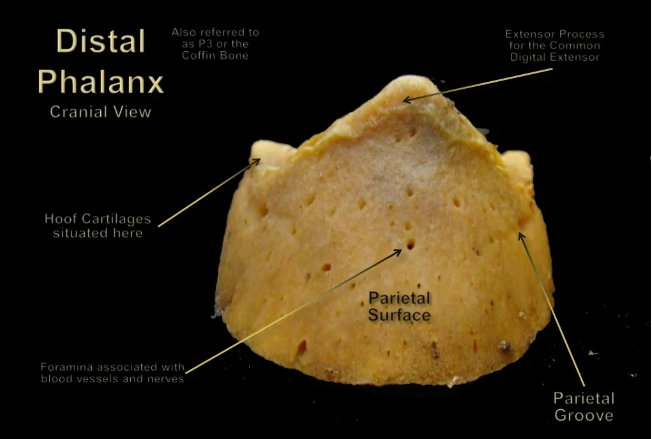 Distal
Phalanx
Cranial View
Also referred to
as P3 or the
Coffin Bone
Extensor Process
for the Common
Digital Extensor
Hoof Cartilages
situated here
Parietal
Surface
Foramina associated with
blood vessels and nerves
Parietal
Groove